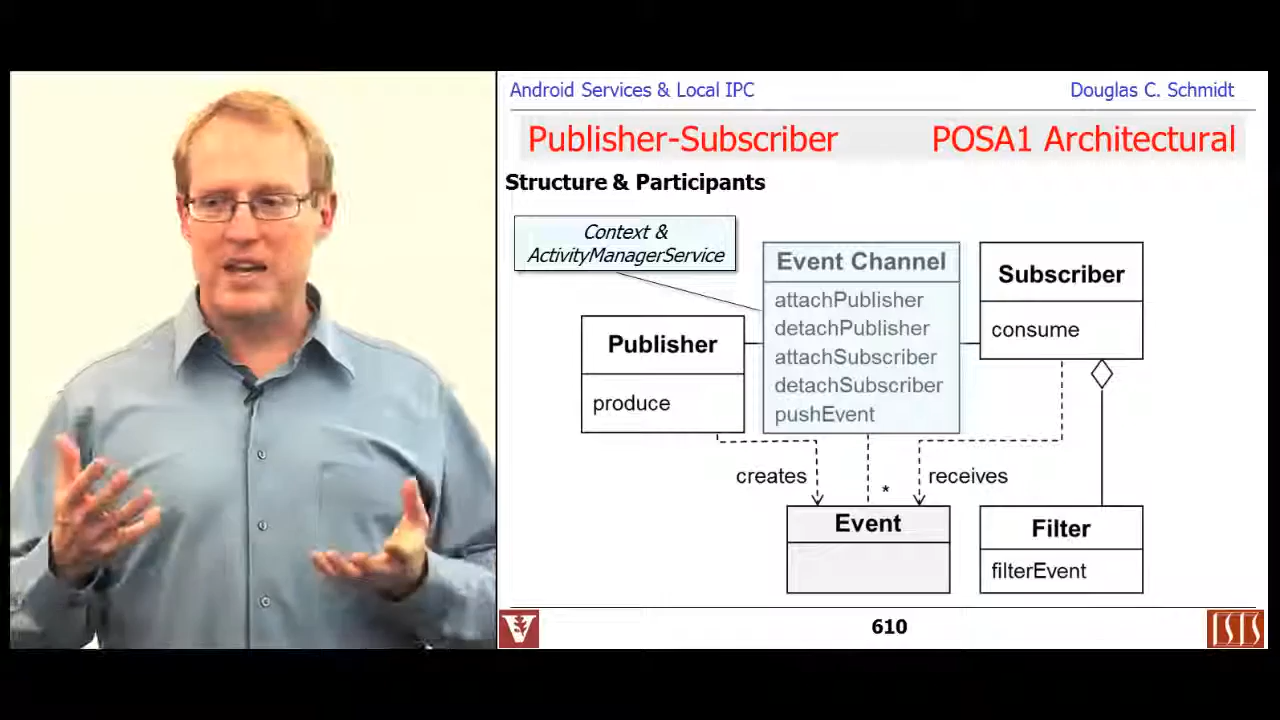 Android Services & Local IPC
Douglas C. Schmidt
Publisher-Subscriber
POSA1 Architectural
Structure & Participants
Context &
ActivityManagerService
Event Channel
attachPublisher
detachPublisher
attachSubscriber
detachSubscriber
pushEvent
Subscriber
consume
Publisher
produce
creates
*
receives
Event
Filter
filterEvent
V
610
ISIS